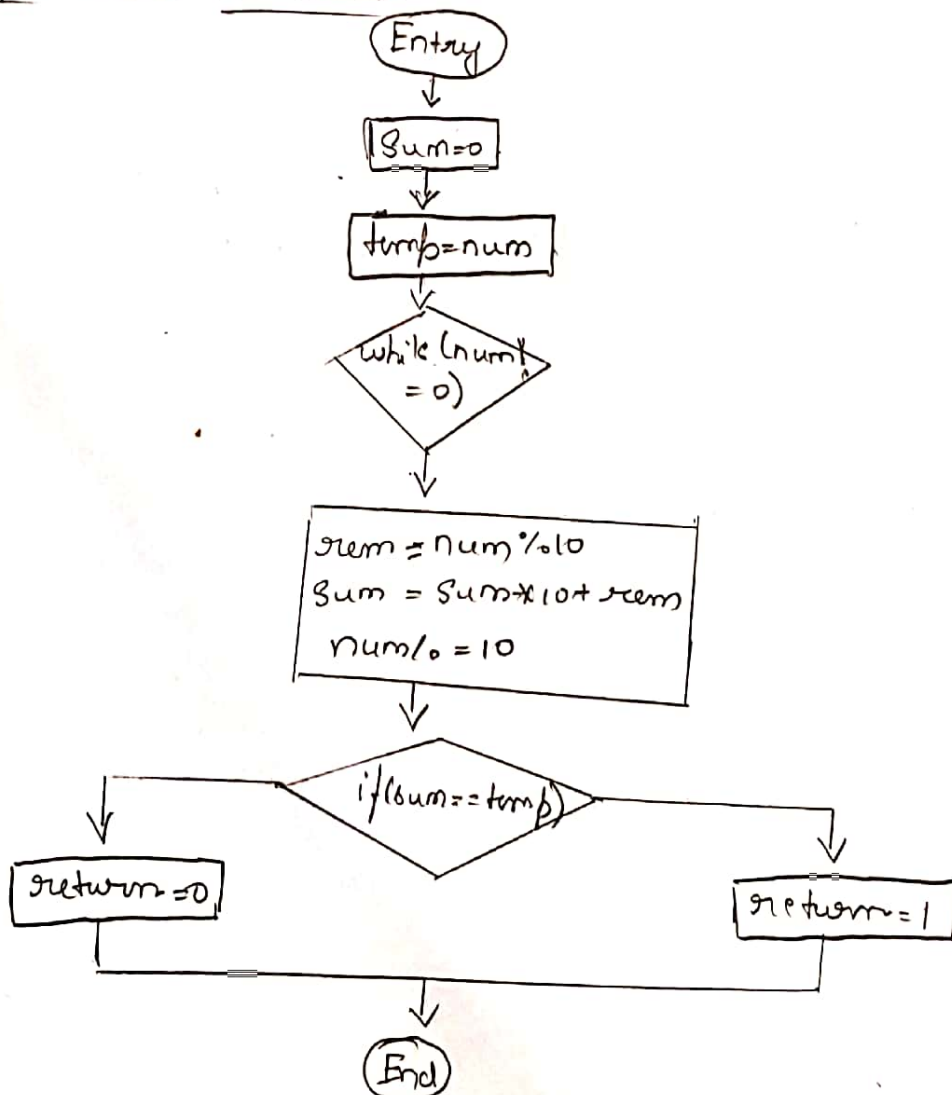 Entry
Sum=0
temp=num
while (num!
= 0)
rem = num%10
Sum = Sum*10+ rem
num/. = 10
if(sum==temp)
return=0
return=1
End